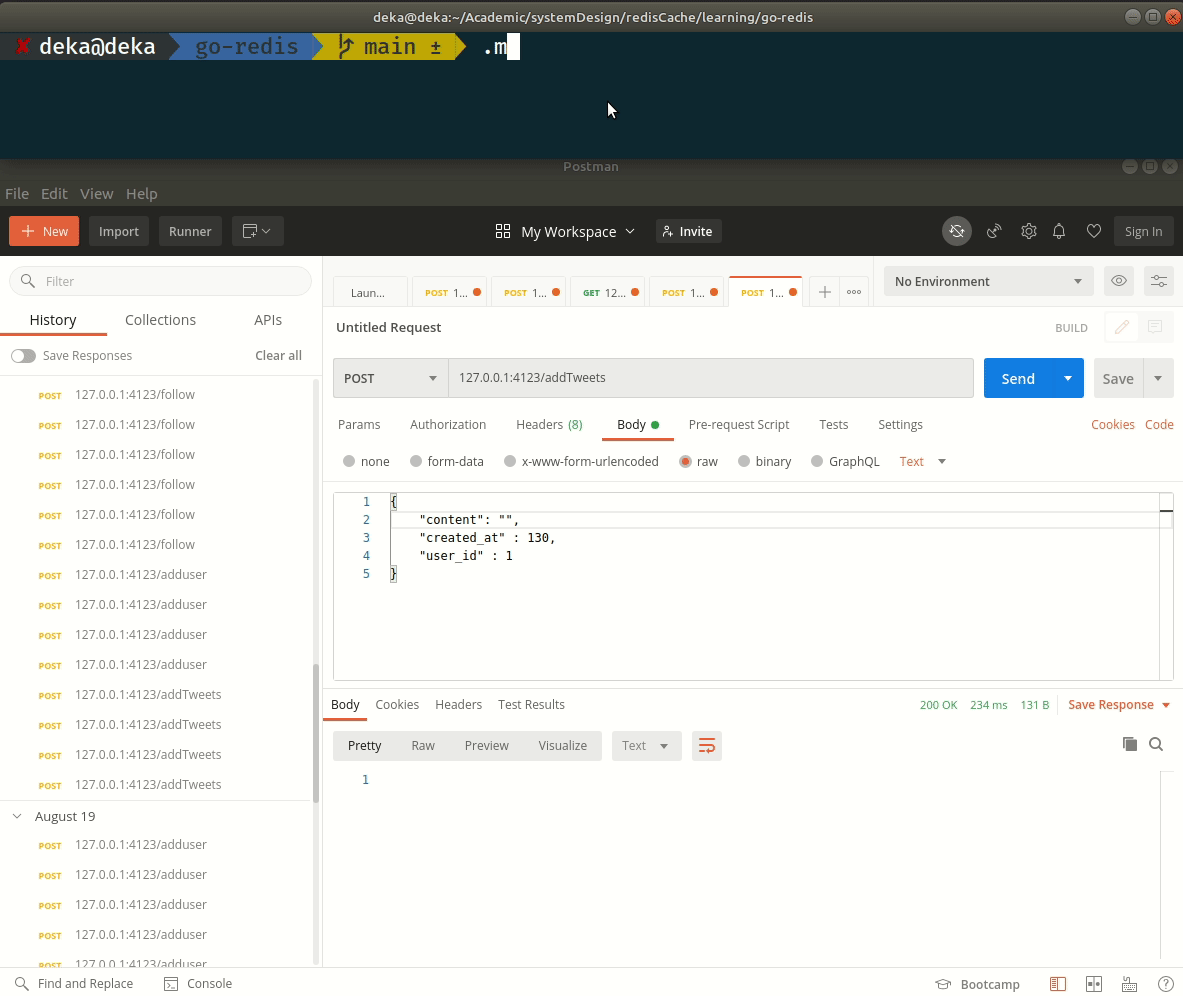 deka@deka:~/Academic/systemDesign/redisCache/learning/go-redis
✘ deka@deka go-redis main ± .m
Postman
File Edit View Help
+ New Import Runner My Workspace Invite Sign In
Filter
History Collections APIs
Save Responses Clear all
POST 127.0.0.1:4123/follow
POST 127.0.0.1:4123/follow
POST 127.0.0.1:4123/follow
POST 127.0.0.1:4123/follow
POST 127.0.0.1:4123/follow
POST 127.0.0.1:4123/follow
POST 127.0.0.1:4123/adduser
POST 127.0.0.1:4123/adduser
POST 127.0.0.1:4123/adduser
POST 127.0.0.1:4123/adduser
POST 127.0.0.1:4123/addTweets
POST 127.0.0.1:4123/addTweets
POST 127.0.0.1:4123/addTweets
POST 127.0.0.1:4123/addTweets
August 19
POST 127.0.0.1:4123/adduser
POST 127.0.0.1:4123/adduser
POST 127.0.0.1:4123/adduser
POST 127.0.0.1:4123/adduser
POST 127.0.0.1:4123/adduser
Laun... POST 1... POST 1... GET 12... POST 1... POST 1... + ooo
No Environment
Untitled Request BUILD
POST 127.0.0.1:4123/addTweets Send Save
Params Authorization Headers (8) Body Pre-request Script Tests Settings Cookies Code
none form-data x-www-form-urlencoded raw binary GraphQL Text
1 {
2 "content": "",
3 "created_at" : 130,
4 "user_id" : 1
5 }
Body Cookies Headers Test Results 200 OK 234 ms 131 B Save Response
Pretty Raw Preview Visualize Text
1
Find and Replace Console Bootcamp ?